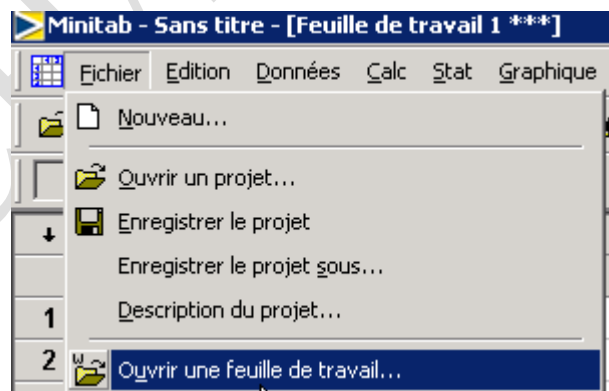 Minitab - Sans titre - [Feuille de travail 1 ***]
Fichier Edition Données Calc Stat Graphique
Nouveau...
Ouvrir un projet...
Enregistrer le projet
Enregistrer le projet sous...
Description du projet...
1
2
Ouvrir une feuille de travail...